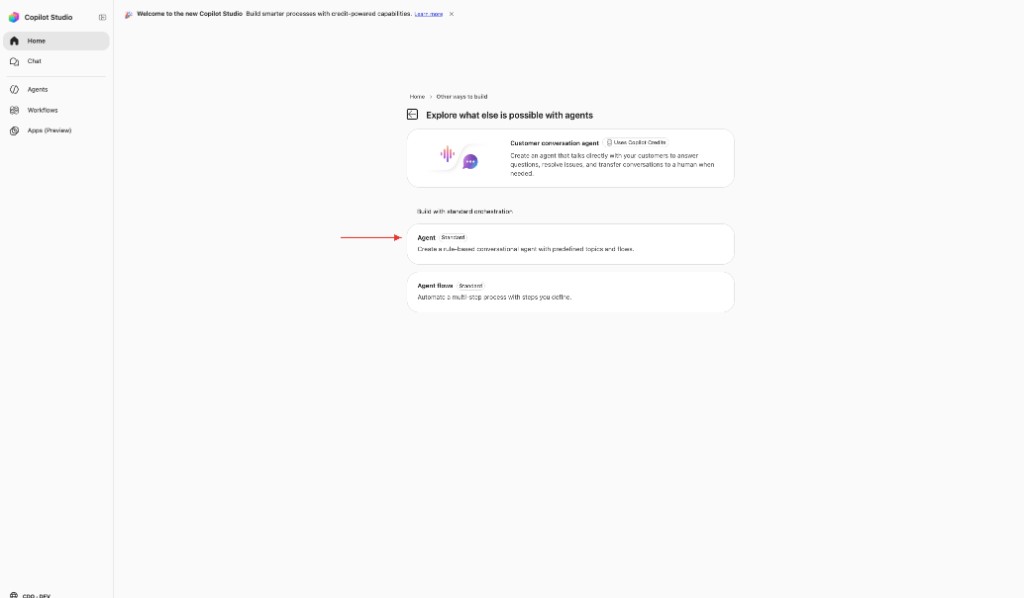 Copilot Studio
Home
Chat
Agents
Workflows
Apps (Preview)
CDD - DEV
Welcome to the new Copilot Studio Build smarter processes with credit-powered capabilities. Learn more
Home > Other ways to build
Explore what else is possible with agents
Customer conversation agent Uses Copilot Credits
Create an agent that talks directly with your customers to answer
questions, resolve issues, and transfer conversations to a human when
needed.
Build with standard orchestration
Agent Standard
Create a rule-based conversational agent with predefined topics and flows.
Agent flows Standard
Automate a multi-step process with steps you define.